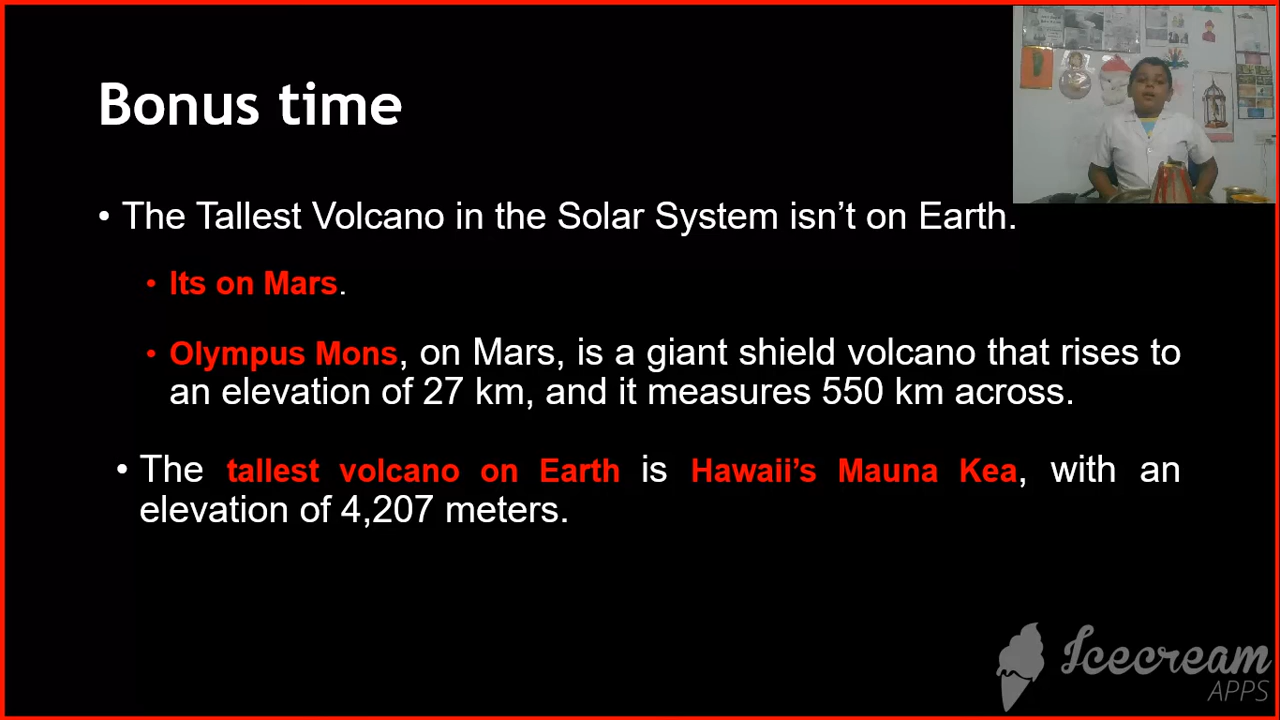 Bonus time
• The Tallest Volcano in the Solar System isn’t on Earth.
• Its on Mars.
• Olympus Mons, on Mars, is a giant shield volcano that rises to
an elevation of 27 km, and it measures 550 km across.
• The tallest volcano on Earth is Hawaii’s Mauna Kea, with an
elevation of 4,207 meters.
Icecream
APPS